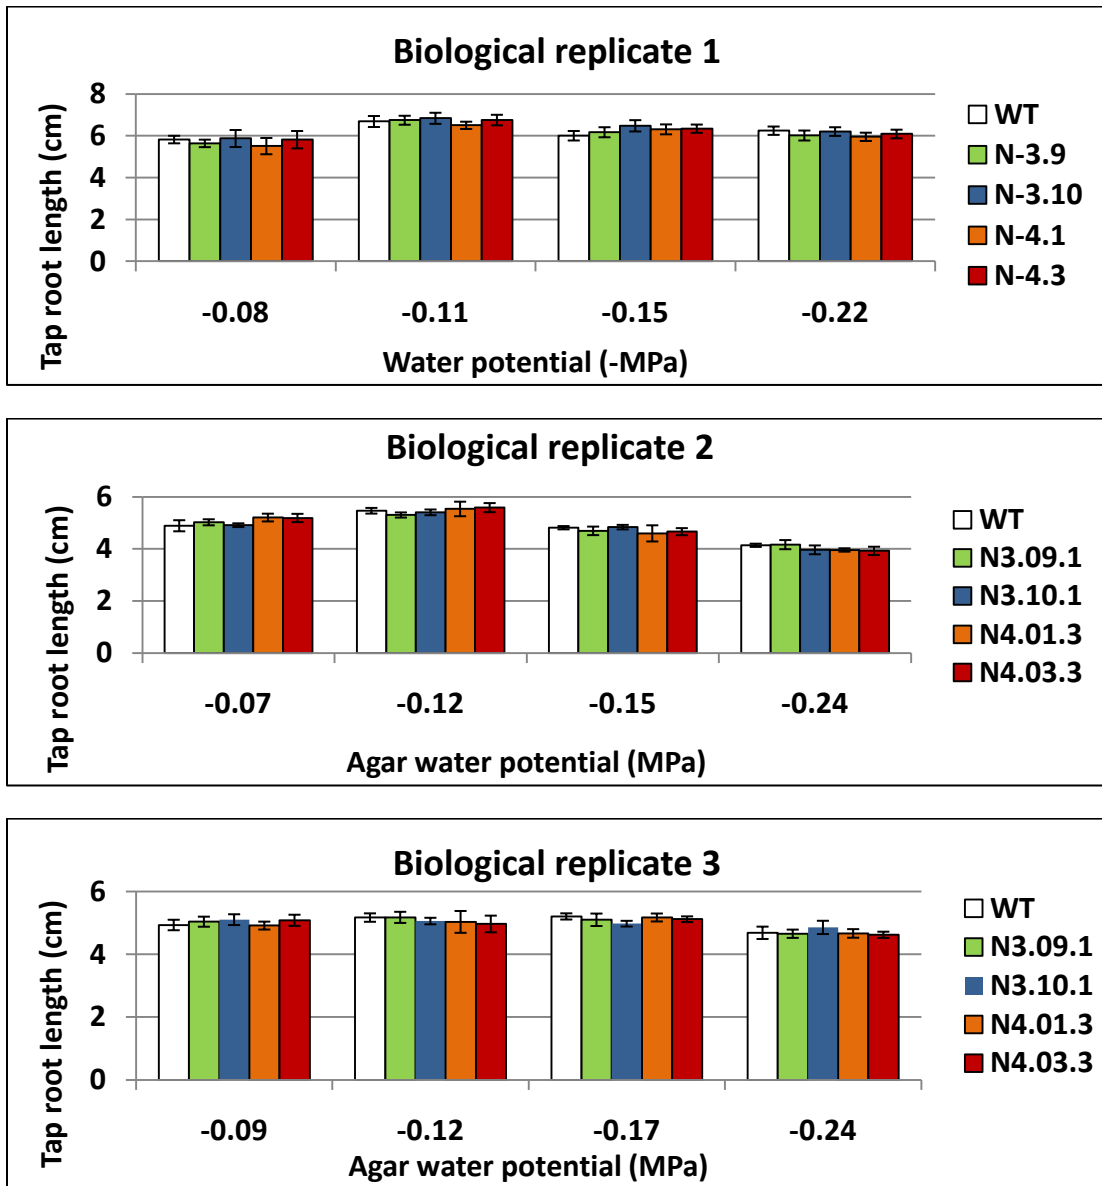 Biological replicate 1
Tap root length (cm)
8
6
4
2
0
-0.08 -0.11 -0.15 -0.22
Water potential (-MPa)
WT
N-3.9
N-3.10
N-4.1
N-4.3
Biological replicate 2
Tap root length (cm)
6
4
2
0
-0.07 -0.12 -0.15 -0.24
Agar water potential (MPa)
WT
N3.09.1
N3.10.1
N4.01.3
N4.03.3
Biological replicate 3
Tap root length (cm)
6
4
2
0
-0.09 -0.12 -0.17 -0.24
Agar water potential (MPa)
WT
N3.09.1
N3.10.1
N4.01.3
N4.03.3